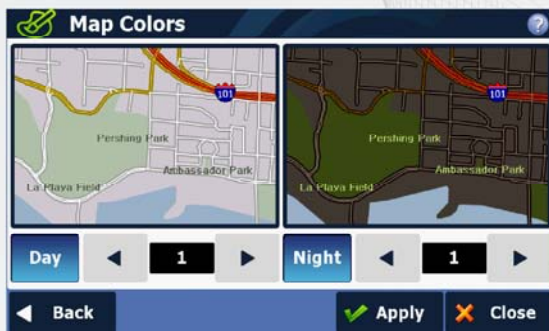 Map Colors ?
101
Pershing Park
Ambassador Park
La Playa Field
101
Pershing Park
Ambassador Park
La Playa Field
Day 1 Night 1
Back Apply Close